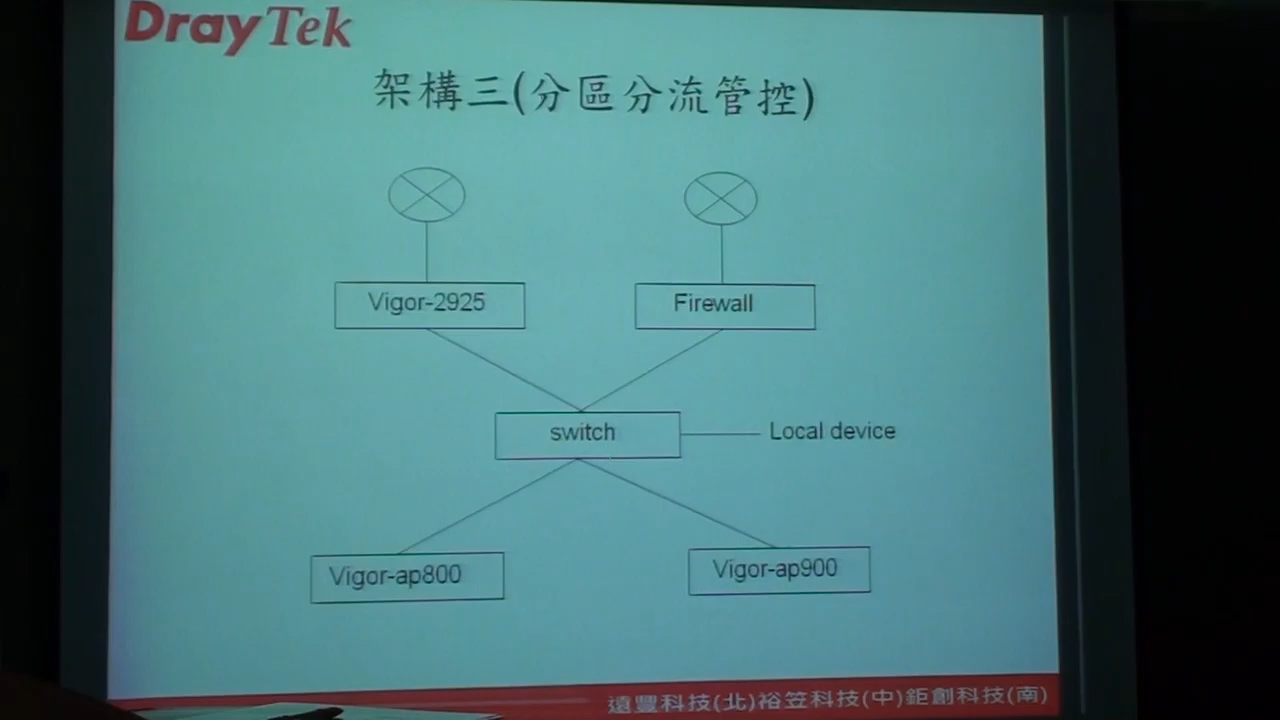 DrayTek
架構三(分區分流管控)
Vigor-2925
Firewall
switch
Local device
Vigor-ap800
Vigor-ap900
遠豐科技(北)裕笠科技(中)鉅創科技(南)